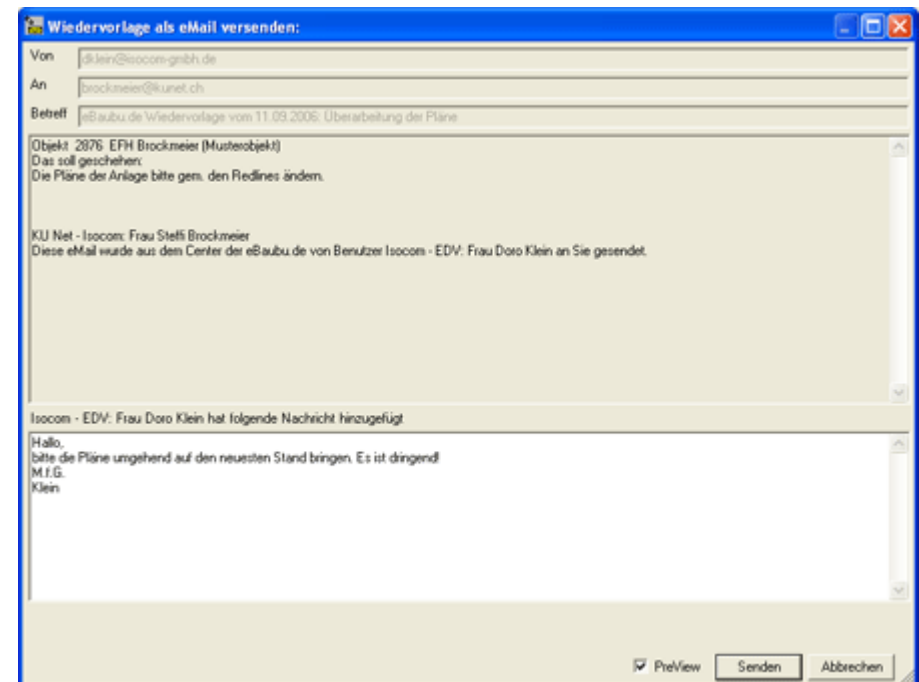 Wiedervorlage als eMail versenden:
Von dklein@isocom-gmbh.de
An brockmeier@kunet.ch
Betreff eBaubu.de Wiedervorlage vom 11.09.2006: Überarbeitung der Pläne
Objekt 2876 EFH Brockmeier (Musterobjekt)
Das soll geschehen:
Die Pläne der Anlage bitte gem. den Redlines ändern.
KU Net - Isocom: Frau Steffi Brockmeier
Diese eMail wurde aus dem Center der eBaubu.de von Benutzer Isocom - EDV: Frau Doro Klein an Sie gesendet.
Isocom - EDV: Frau Doro Klein hat folgende Nachricht hinzugefügt
Hallo,
bitte die Pläne umgehend auf den neuesten Stand bringen. Es ist dringend!
M.f.G.
Klein
PreView Senden Abbrechen